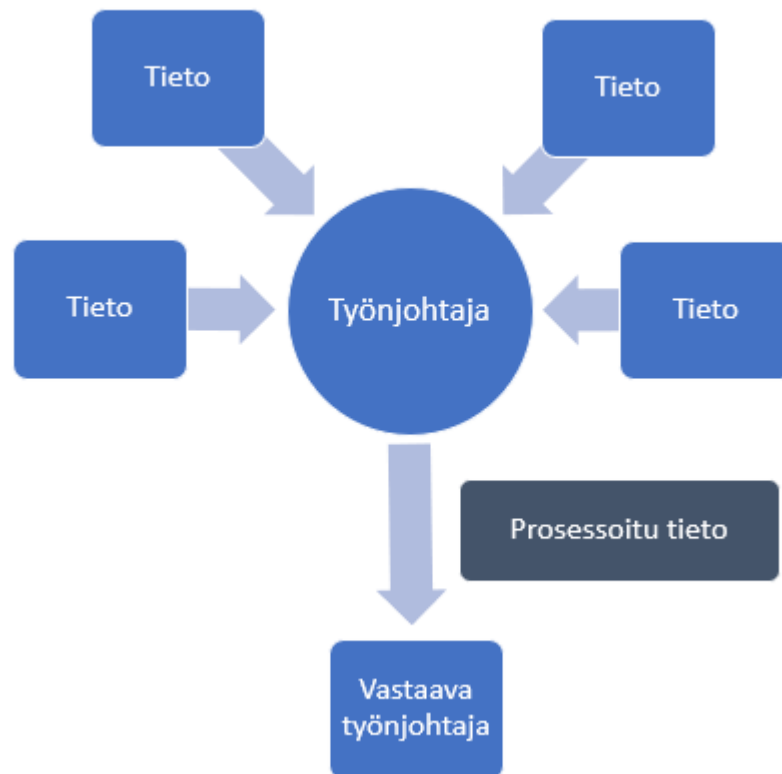 Tieto
Tieto
Tieto
Työnjohtaja
Tieto
Prosessoitu tieto
Vastaava
työnjohtaja